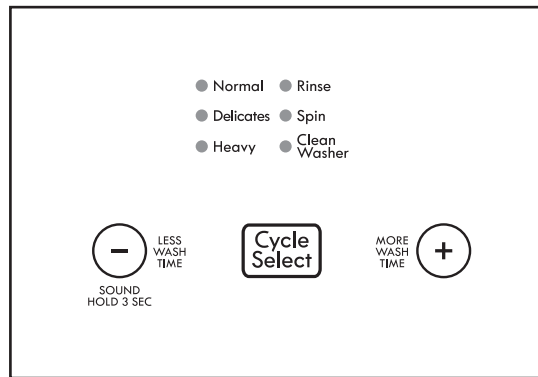 Normal Rinse
Delicates Spin
Heavy Clean
Washer
−
LESS
WASH
TIME
SOUND
HOLD 3 SEC
Cycle
Select
MORE
WASH
TIME
+